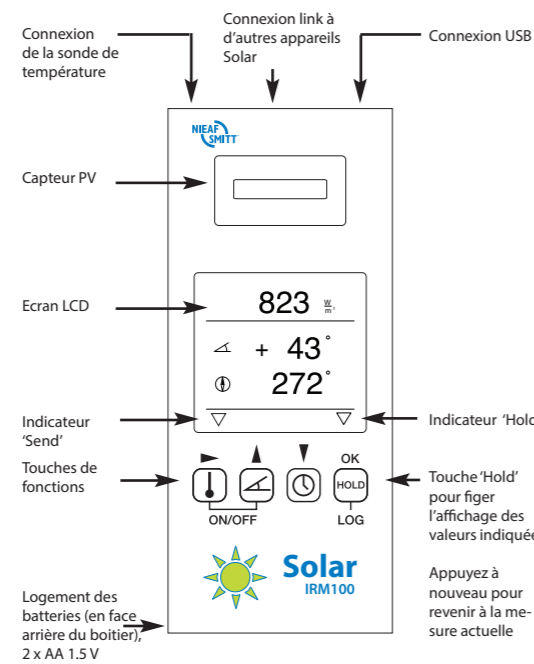 Connexion
de la sonde de
température
Connexion link à
d'autres appareils
Solar
Connexion USB
NIEAF
SMITT
Capteur PV
Ecran LCD
823 W/m²
+ 43°
272°
Indicateur
'Send'
Indicateur 'Hold
Touches de
fonctions
OK
HOLD
ON/OFF
LOG
Touche 'Hold'
pour figer
l'affichage des
valeurs indiquée
Appuyez à
nouveau pour
revenir à la me-
sure actuelle
Solar
IRM100
Logement des
batteries (en face
arrière du boitier),
2 x AA 1,5 V